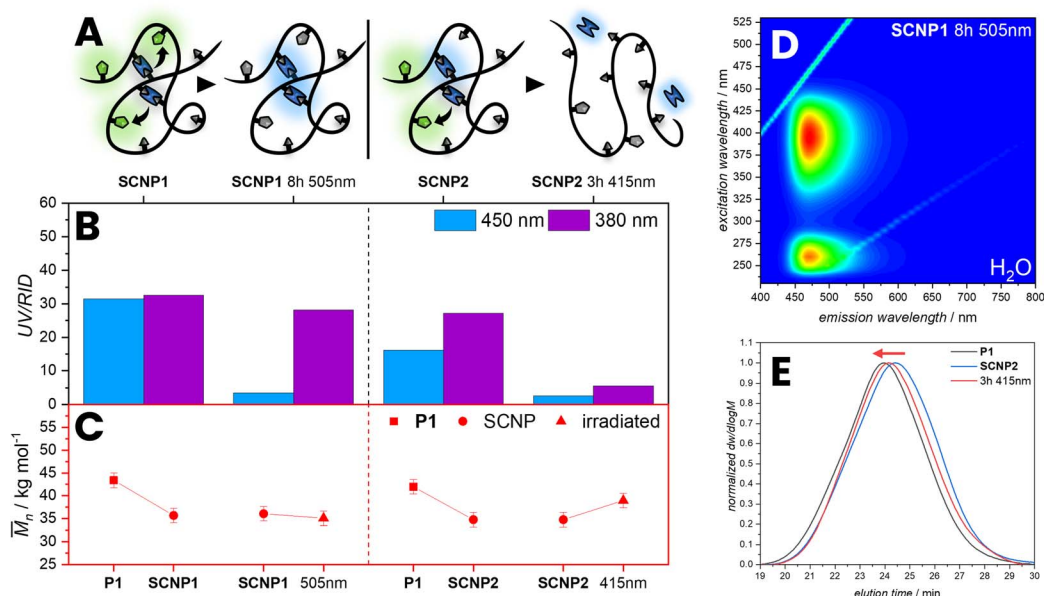 A
SCNP1
SCNP1 8h 505nm
SCNP2
SCNP2 3h 415nm
B
450 nm
380 nm
60
50
40
30
20
10
0
UV/RID
C
P1
SCNP
irradiated
55
50
45
40
35
30
25
M̅n / kg mol⁻¹
P1
SCNP1
SCNP1
505nm
P1
SCNP2
SCNP2
415nm
D
SCNP1 8h 505nm
H₂O
525
500
475
450
425
400
375
350
325
300
275
250
excitation wavelength / nm
400 450 500 550 600 650 700 750 800
emission wavelength / nm
E
P1
SCNP2
3h 415nm
1.1
1.0
0.9
0.8
0.7
0.6
0.5
0.4
0.3
0.2
0.1
0.0
normalized dw/dlogM
19 20 21 22 23 24 25 26 27 28 29 30
elution time / min